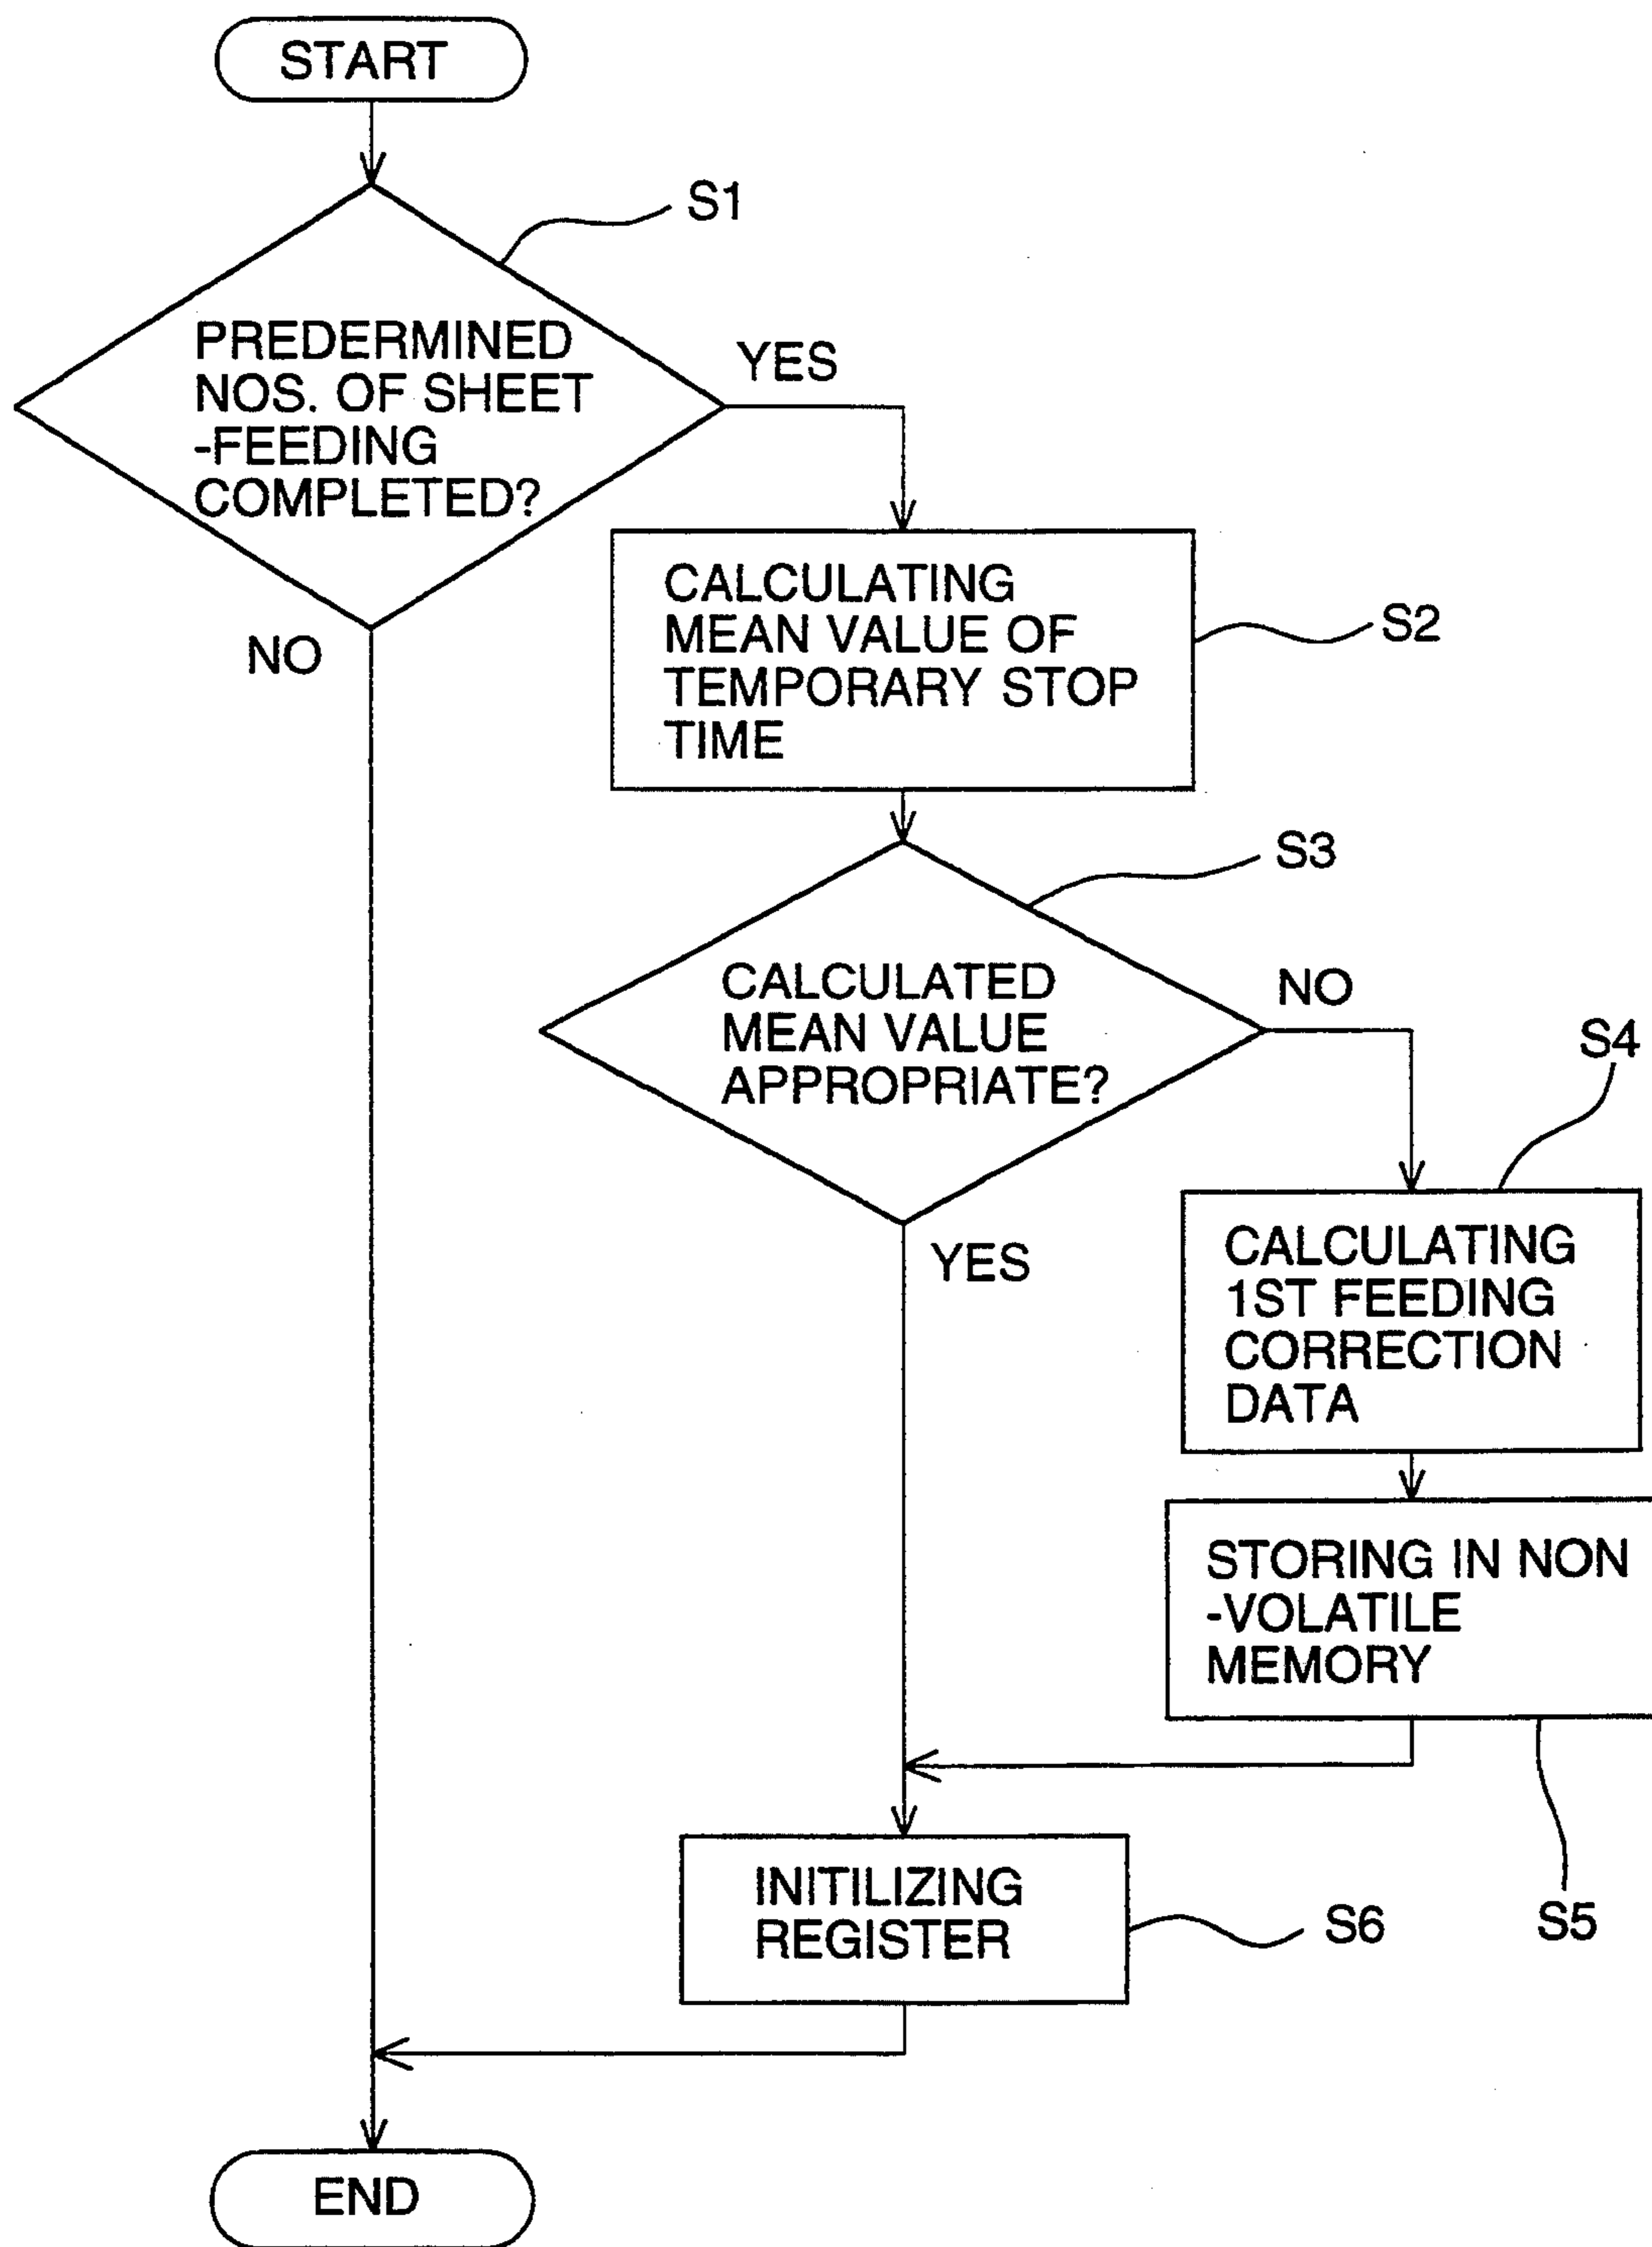 START
S1
PREDERMINED
NOS. OF SHEET
-FEEDING
COMPLETED?
YES
NO
CALCULATING
MEAN VALUE OF
TEMPORARY STOP
TIME
S2
S3
CALCULATED
MEAN VALUE
APPROPRIATE?
NO
YES
S4
CALCULATING
1ST FEEDING
CORRECTION
DATA
STORING IN NON
-VOLATILE
MEMORY
S5
INITILIZING
REGISTER
S6
END